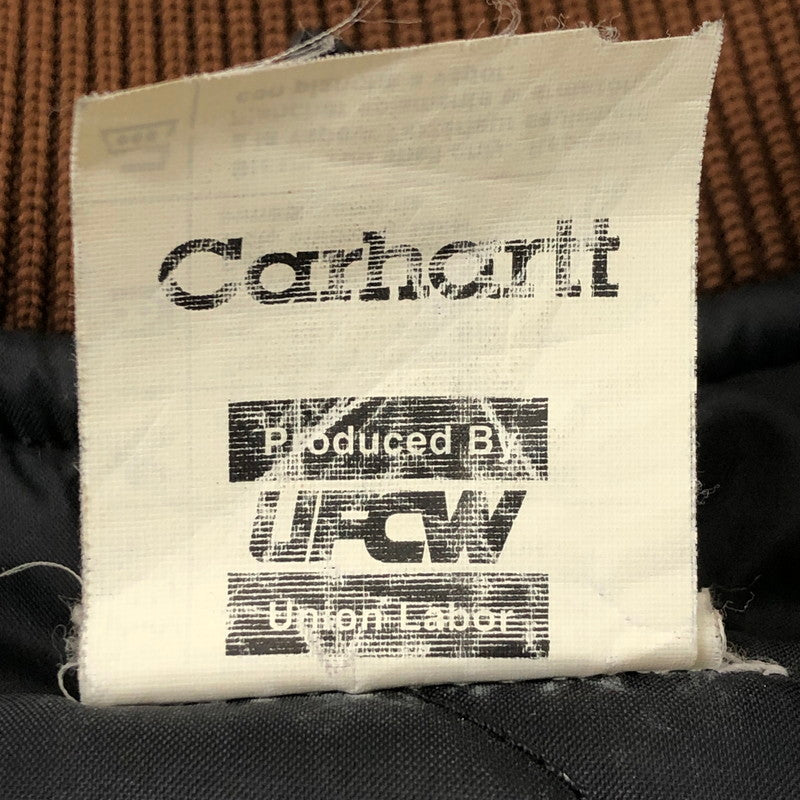 Carhartt
Produced By
UFCW
Union Labor